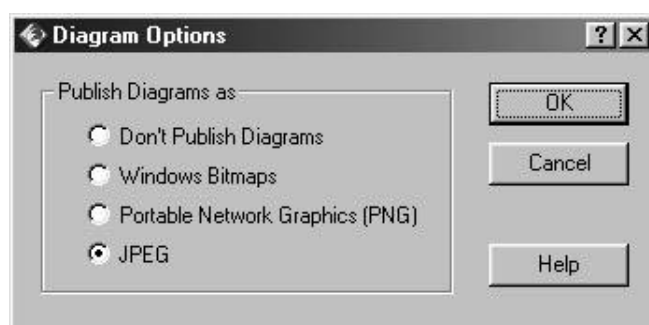 Diagram Options
Publish Diagrams as
Don't Publish Diagrams
Windows Bitmaps
Portable Network Graphics (PNG)
JPEG
OK
Cancel
Help